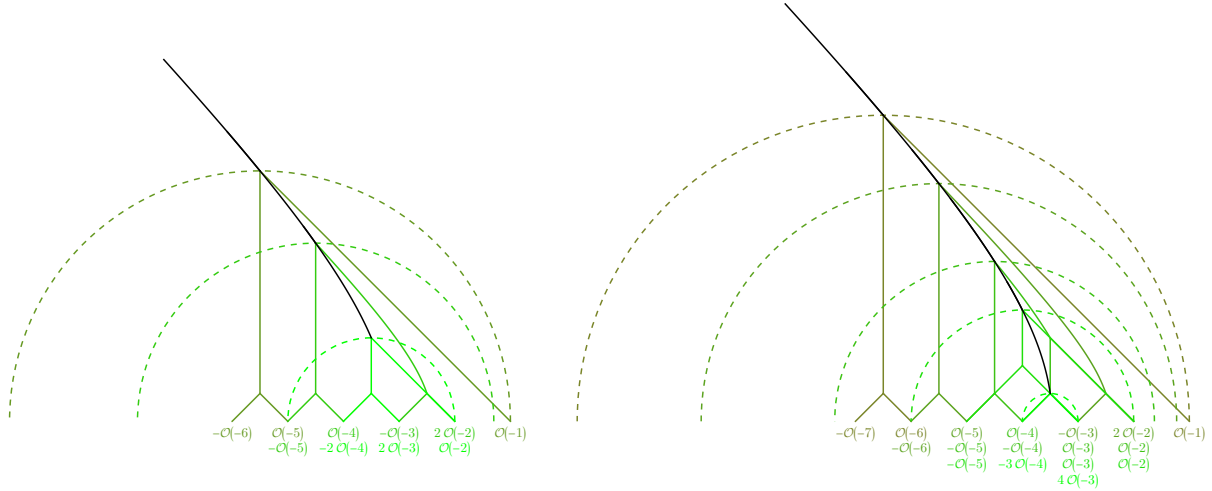 −𝒪(−6) 𝒪(−5) 𝒪(−4) −𝒪(−3) 2 𝒪(−2) 𝒪(−1)
−𝒪(−5) −2 𝒪(−4) 2 𝒪(−3) 𝒪(−2)
−𝒪(−7) 𝒪(−6) 𝒪(−5) 𝒪(−4) −𝒪(−3) 2 𝒪(−2) 𝒪(−1)
−𝒪(−6) −𝒪(−5) −𝒪(−4) 𝒪(−3) 𝒪(−2)
−𝒪(−5) −3 𝒪(−4) 𝒪(−3) 𝒪(−2)
4 𝒪(−3)